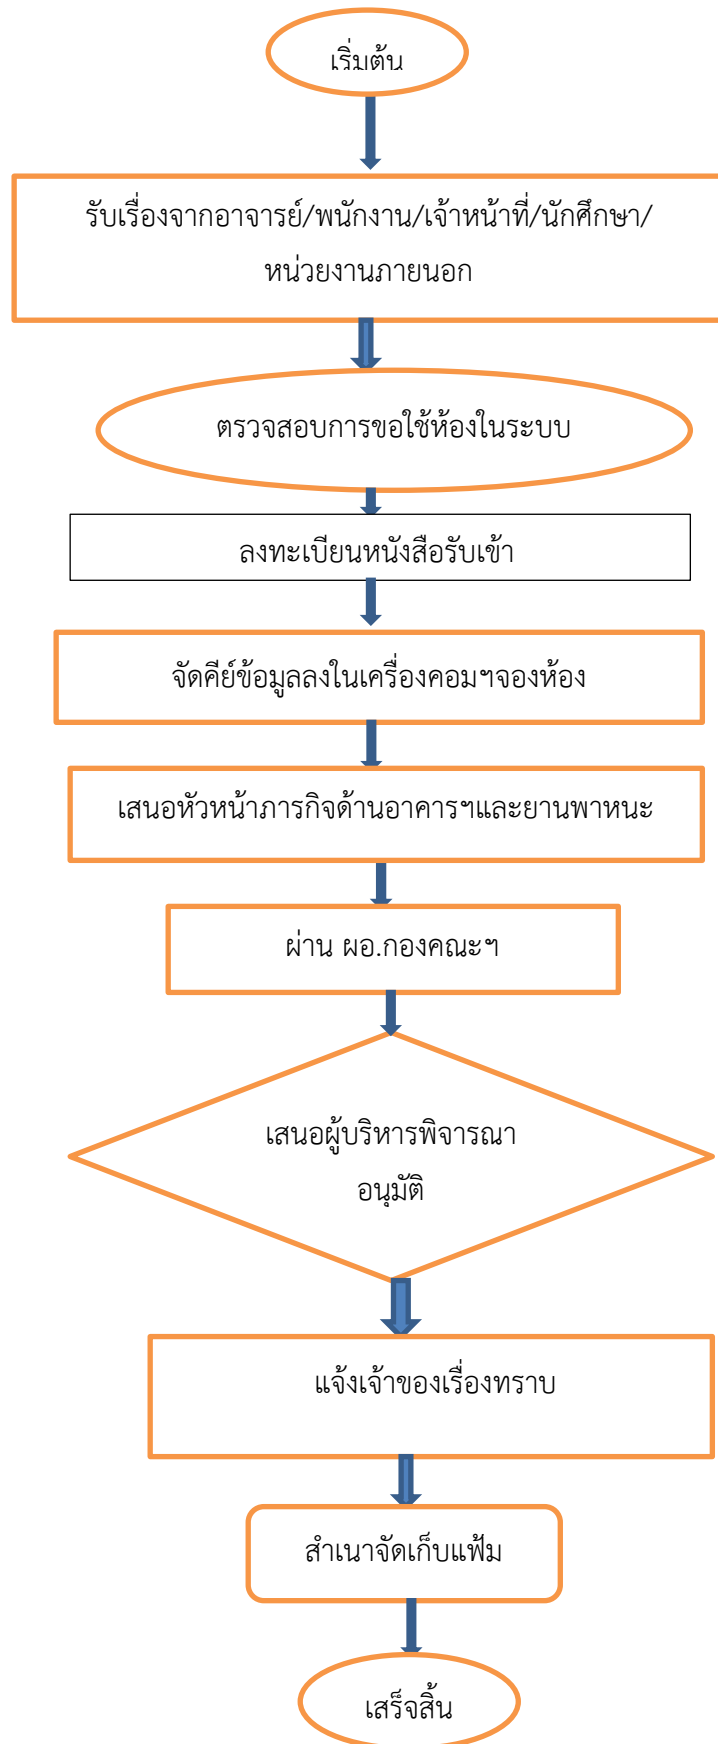 เริ่มต้น
รับเรื่องจากอาจารย์/พนักงาน/เจ้าหน้าที่/นักศึกษา/
หน่วยงานภายนอก
ตรวจสอบการขอใช้ห้องในระบบ
ลงทะเบียนหนังสือรับเข้า
จัดคีย์ข้อมูลลงในเครื่องคอมฯจองห้อง
เสนอหัวหน้าภารกิจด้านอาคารฯและยานพาหนะ
ผ่าน ผอ.กองคณะฯ
เสนอผู้บริหารพิจารณา
อนุมัติ
แจ้งเจ้าของเรื่องทราบ
สำเนาจัดเก็บแฟ้ม
เสร็จสิ้น